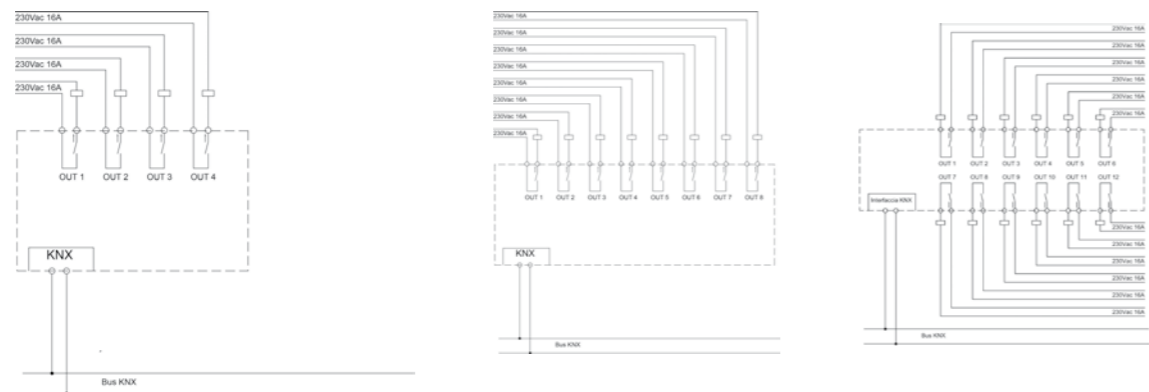 230Vac 16A
230Vac 16A
230Vac 16A
230Vac 16A
OUT 1 OUT 2 OUT 3 OUT 4
KNX
Bus KNX
230Vac 16A
230Vac 16A
230Vac 16A
230Vac 16A
230Vac 16A
230Vac 16A
230Vac 16A
230Vac 16A
OUT 1 OUT 2 OUT 3 OUT 4 OUT 5 OUT 6 OUT 7 OUT 8
KNX
Bus KNX
230Vac 16A
230Vac 16A
230Vac 16A
230Vac 16A
230Vac 16A
230Vac 16A
OUT 1 OUT 2 OUT 3 OUT 4 OUT 5 OUT 6
OUT 7 OUT 8 OUT 9 OUT 10 OUT 11 OUT 12
Interfaccia KNX
230Vac 16A
230Vac 16A
230Vac 16A
230Vac 16A
230Vac 16A
230Vac 16A
Bus KNX